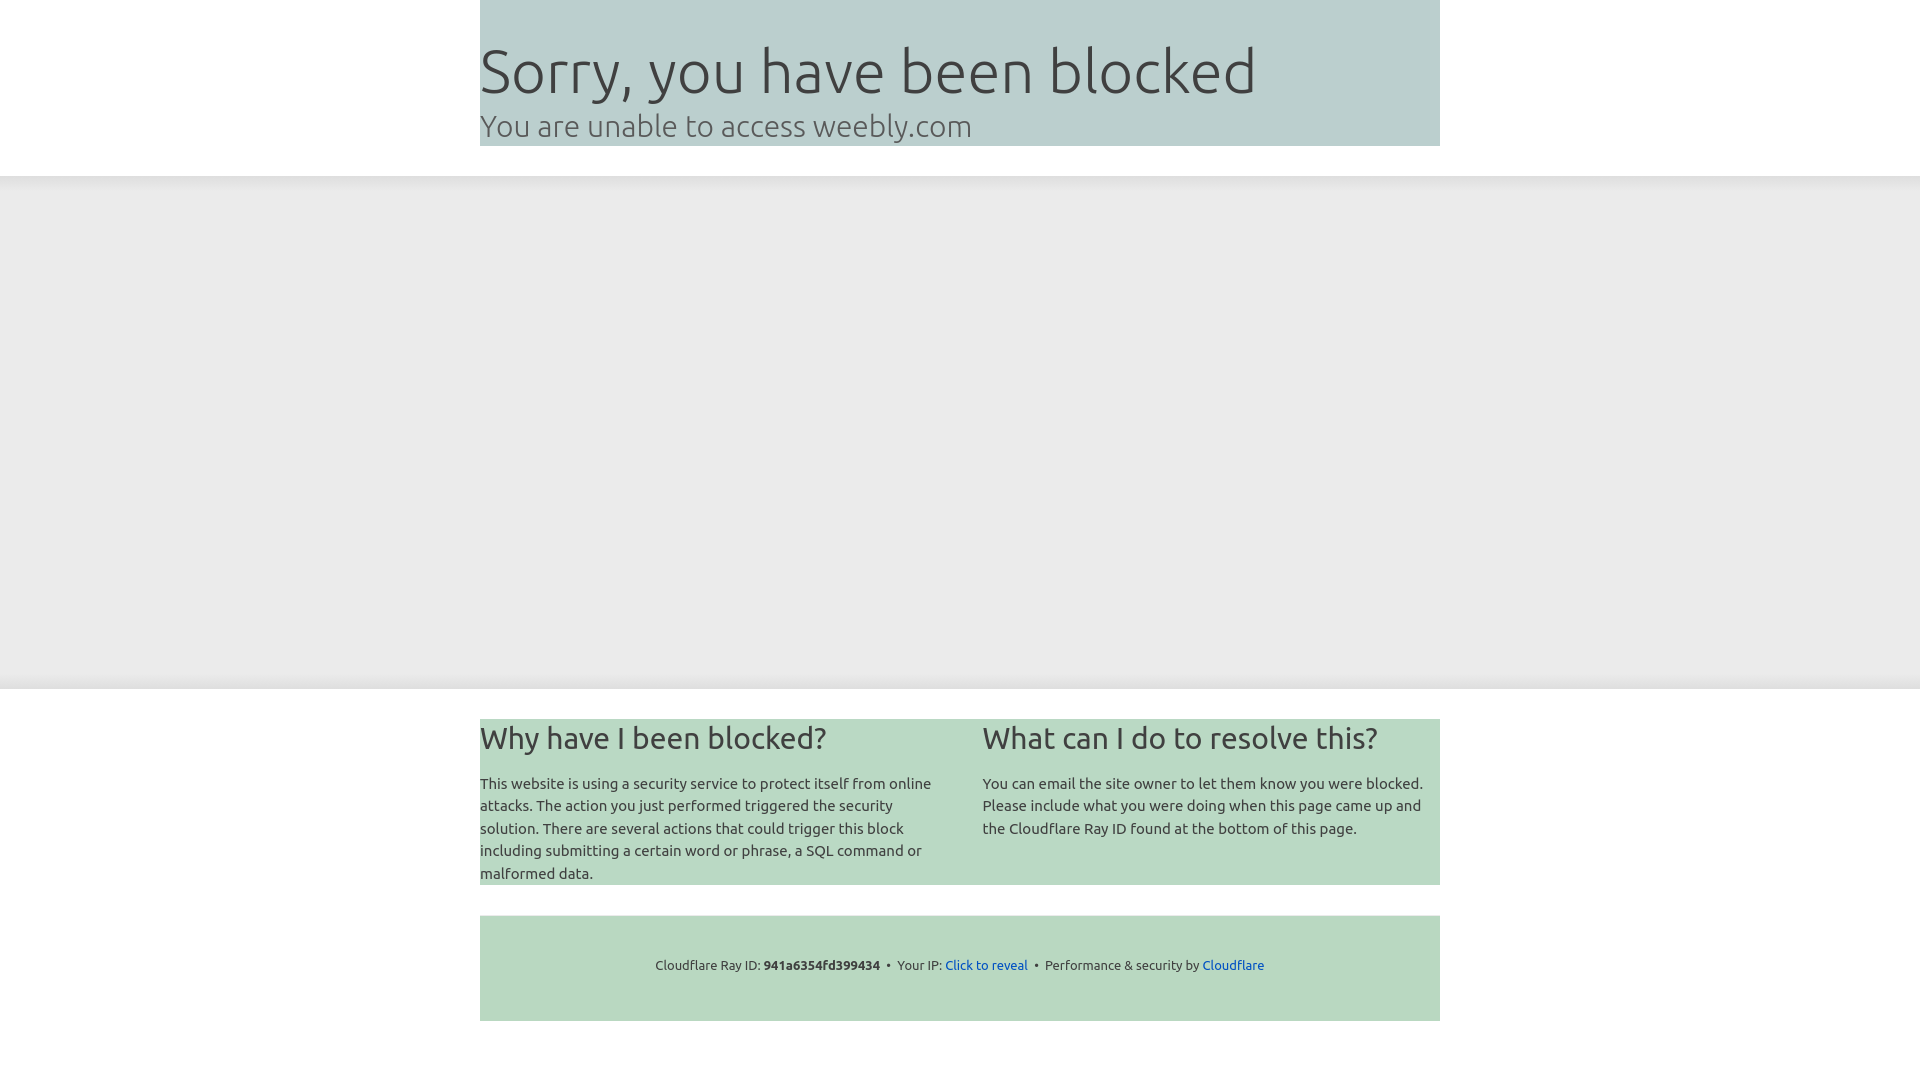 Sorry, you have been blocked
You are unable to access weebly.com
Why have I been blocked?
This website is using a security service to protect itself from online
attacks. The action you just performed triggered the security
solution. There are several actions that could trigger this block
including submitting a certain word or phrase, a SQL command or
malformed data.
What can I do to resolve this?
You can email the site owner to let them know you were blocked.
Please include what you were doing when this page came up and
the Cloudflare Ray ID found at the bottom of this page.
Cloudflare Ray ID: 941a6354fd399434 • Your IP: Click to reveal • Performance & security by Cloudflare